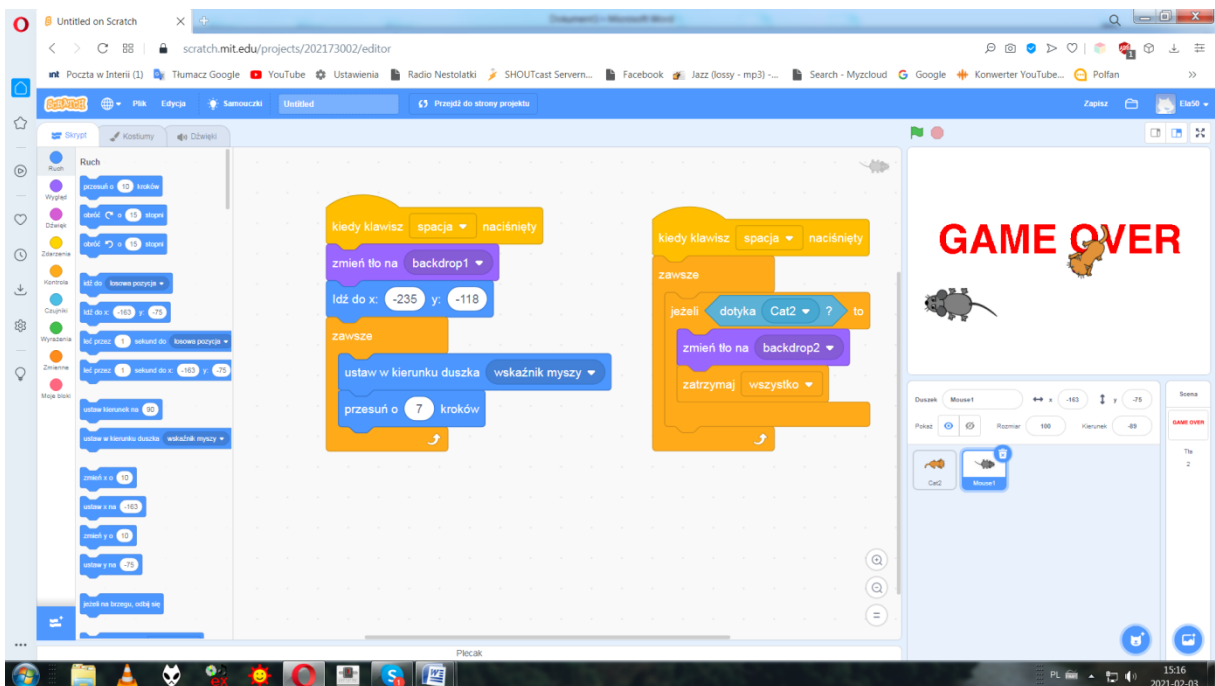 Untitled on Scratch
Dokument1 - Microsoft Word
scratch.mit.edu/projects/202173002/editor
1
int Poczta w Interii (1) Tłumacz Google YouTube Ustawienia Radio Nestolatki SHOUTcast Servern... Facebook Jazz (lossy - mp3) -... Search - Myzcloud Google Konwerter YouTube... Polfan
SCRATCH Plik Edycja Samouczki Untitled Przejdź do strony projektu Zapisz Ela50
Skrypt Kostiumy Dźwięki
Ruch
Wygląd
Dźwięk
Zdarzenia
Kontrola
Czujniki
Wyrażenia
Zmienne
Moje bloki
Ruch
przesuń o 10 kroków
obróć o 15 stopni
obróć o 15 stopni
idź do losowa pozycja
Idź do x: -163 y: -75
leć przez 1 sekund do losowa pozycja
leć przez 1 sekund do x: -163 y: -75
ustaw kierunek na 90
ustaw w kierunku duszka wskaźnik myszy
zmień x o 10
ustaw x na -163
zmień y o 10
ustaw y na -75
jeżeli na brzegu, odbij się
kiedy klawisz spacja naciśnięty
zmień tło na backdrop1
Idź do x: -235 y: -118
zawsze
ustaw w kierunku duszka wskaźnik myszy
przesuń o 7 kroków
kiedy klawisz spacja naciśnięty
zawsze
jeżeli dotyka Cat2 ? to
zmień tło na backdrop2
zatrzymaj wszystko
GAME OVER
Duszek Mouse1 x -163 y -75
Pokaż Rozmiar 100 Kierunek -89
Cat2
Mouse1
Scena
GAME OVER
Tła
2
Plecak
PL
15:16
2021-02-03